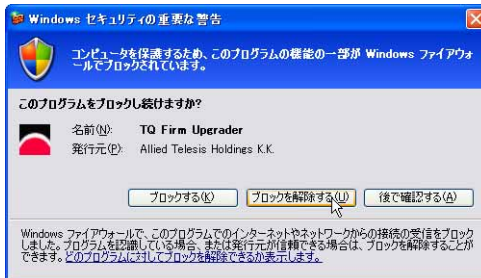 Windows セキュリティの重要な警告
コンピュータを保護するため、このプログラムの機能の一部が Windows ファイアウォ
ールでブロックされています。
このプログラムをブロックし続けますか?
名前(N): TQ Firm Upgrader
発行元(P): Allied Telesis Holdings K.K.
ブロックする(K) ブロックを解除する(U) 後で確認する(A)
Windows ファイアウォールで、このプログラムでのインターネットやネットワークからの接続の受信をブロック
しました。プログラムを認識している場合、または発行元が信頼できる場合は、ブロックを解除することが
できます。どのプログラムに対してブロックを解除できるか表示します。